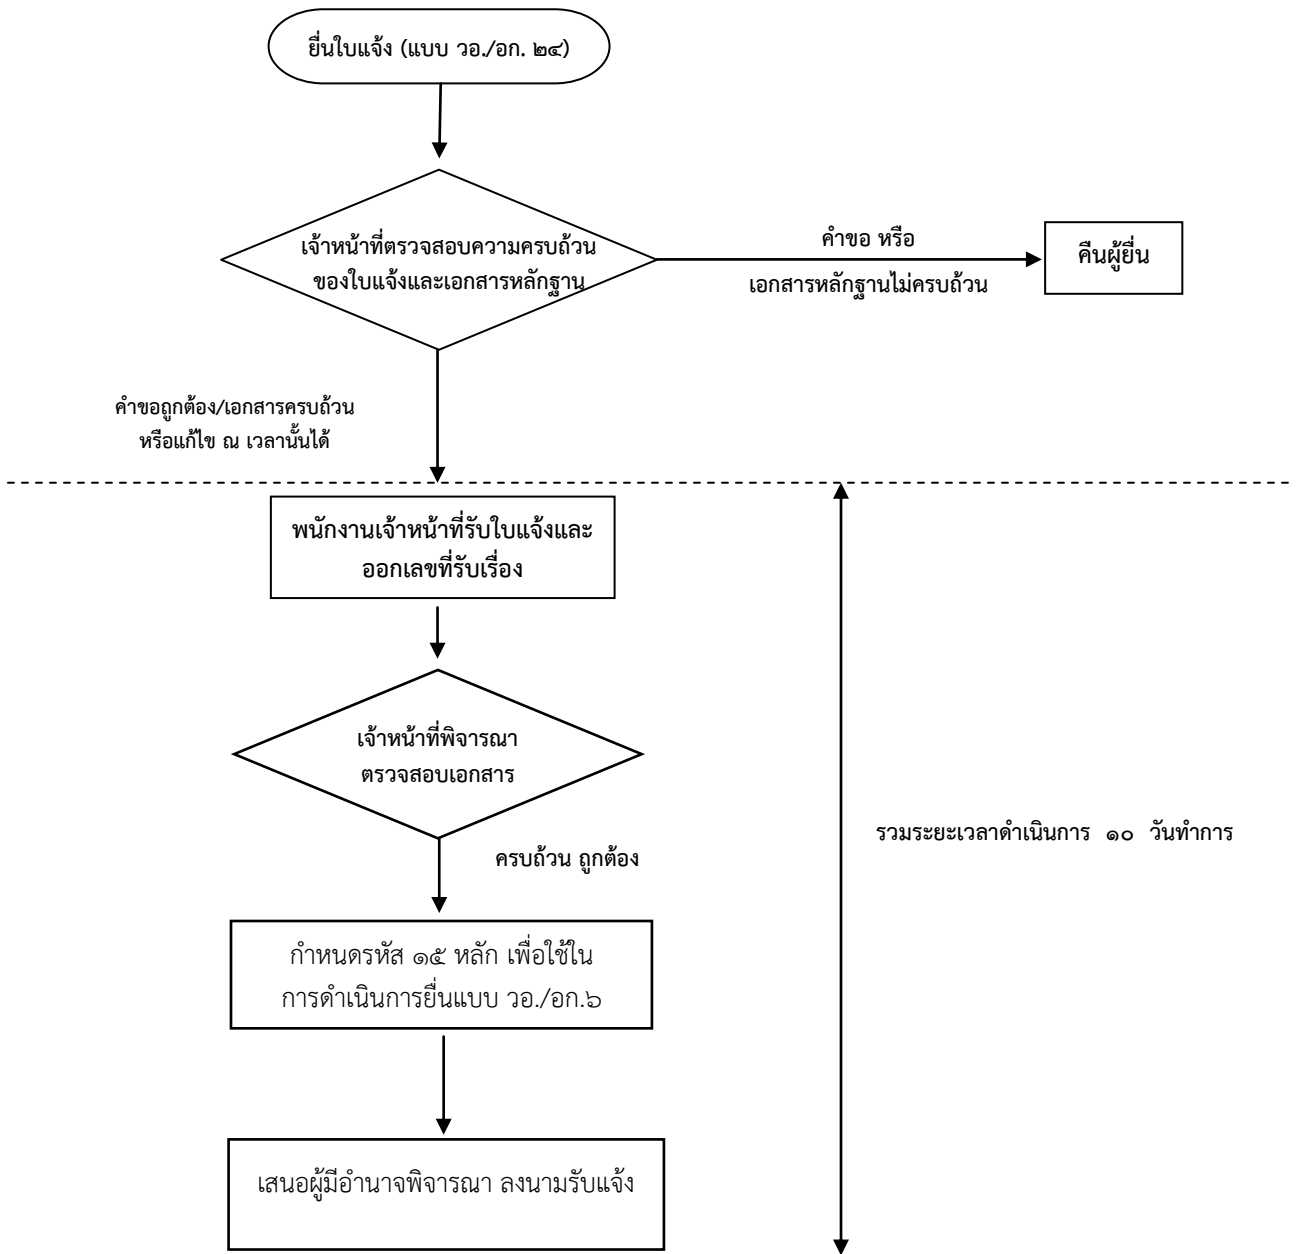 ยื่นใบแจ้ง (แบบ วอ./อก. ๒๔)
เจ้าหน้าที่ตรวจสอบความครบถ้วน
ของใบแจ้งและเอกสารหลักฐาน
คำขอ หรือ
เอกสารหลักฐานไม่ครบถ้วน
คืนผู้ยื่น
คำขอถูกต้อง/เอกสารครบถ้วน
หรือแก้ไข ณ เวลานั้นได้
พนักงานเจ้าหน้าที่รับใบแจ้งและ
ออกเลขที่รับเรื่อง
เจ้าหน้าที่พิจารณา
ตรวจสอบเอกสาร
รวมระยะเวลาดำเนินการ ๑๐ วันทำการ
ครบถ้วน ถูกต้อง
กำหนดรหัส ๑๕ หลัก เพื่อใช้ใน
การดำเนินการยื่นแบบ วอ./อก.๖
เสนอผู้มีอำนาจพิจารณา ลงนามรับแจ้ง